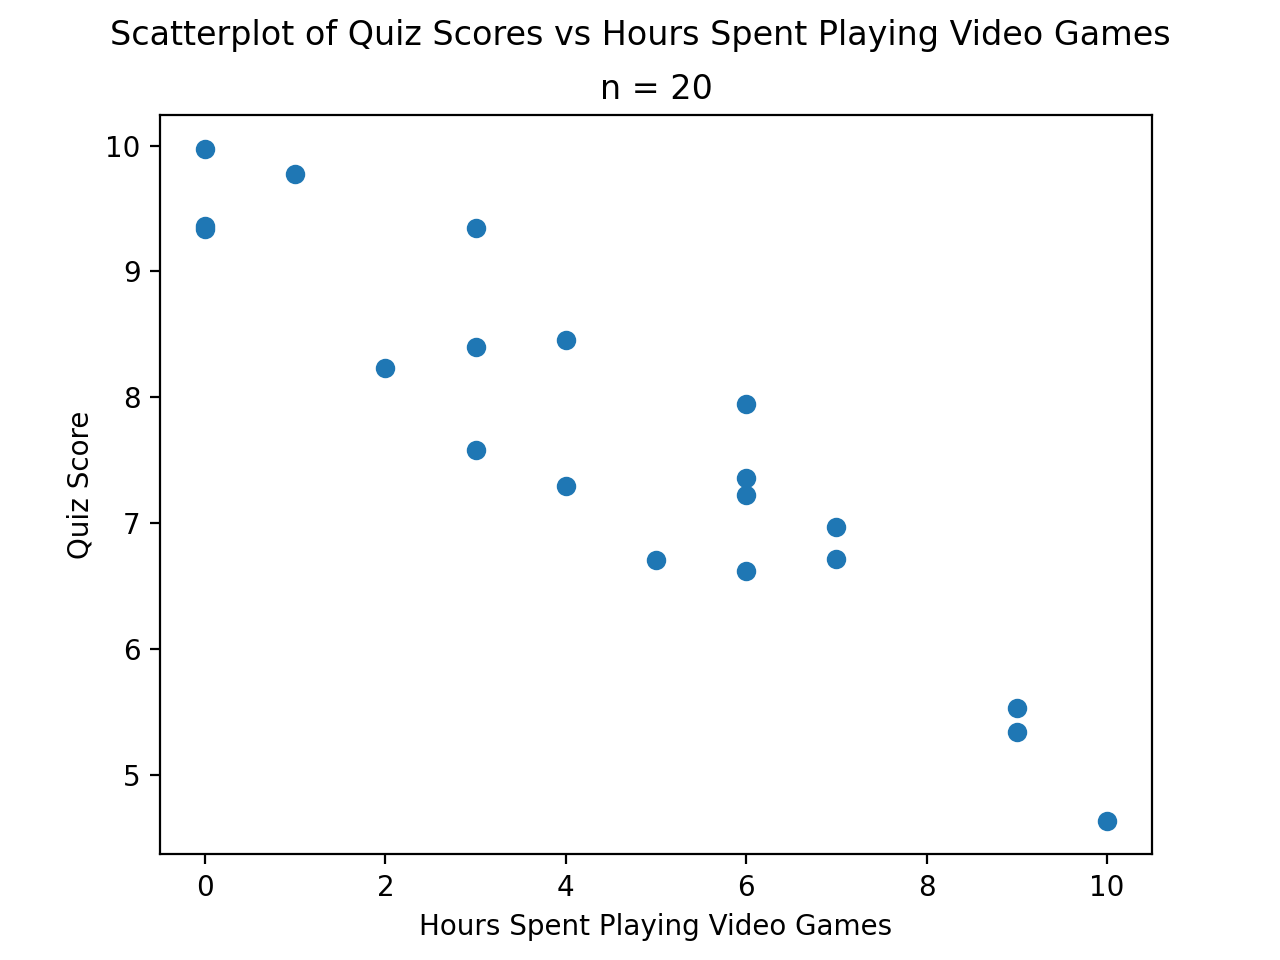 Scatterplot of Quiz Scores vs Hours Spent Playing Video Games
n = 20
10
9
8
7
6
5
Quiz Score
0 2 4 6 8 10
Hours Spent Playing Video Games